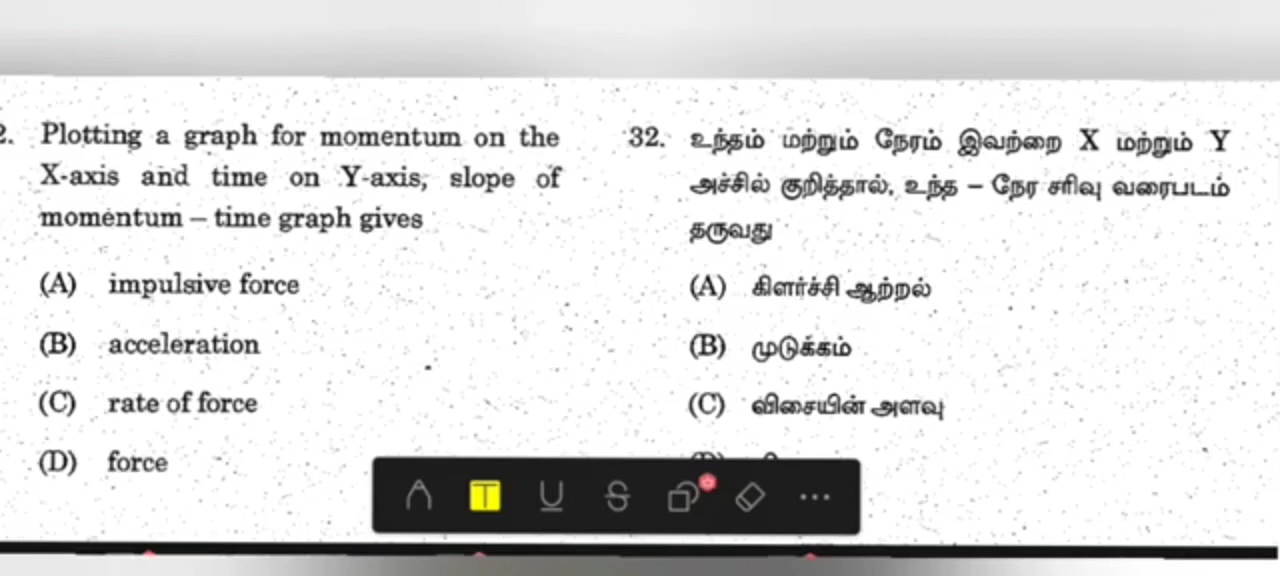 2. Plotting a graph for momentum on the
X-axis and time on Y-axis, slope of
momentum – time graph gives
(A) impulsive force
(B) acceleration
(C) rate of force
(D) force
32. உந்தம் மற்றும் நேரம் இவற்றை X மற்றும் Y
அச்சில் குறித்தால், உந்த – நேர சரிவு வரைபடம்
தருவது
(A) கிளர்ச்சி ஆற்றல்
(B) முடுக்கம்
(C) விசையின் அளவு